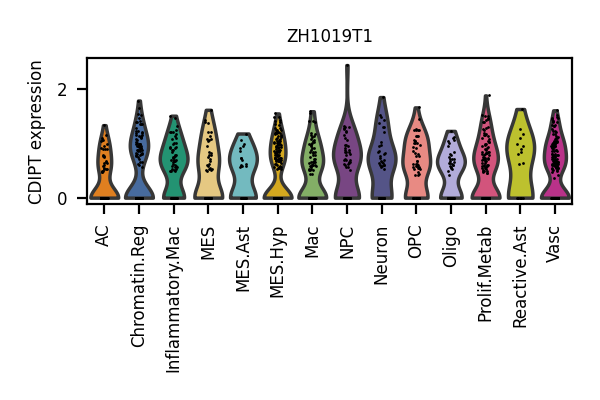 ZH1019T1
CDIPT expression
2
0
AC
Chromatin.Reg
Inflammatory.Mac
MES
MES.Ast
MES.Hyp
Mac
NPC
Neuron
OPC
Oligo
Prolif.Metab
Reactive.Ast
Vasc